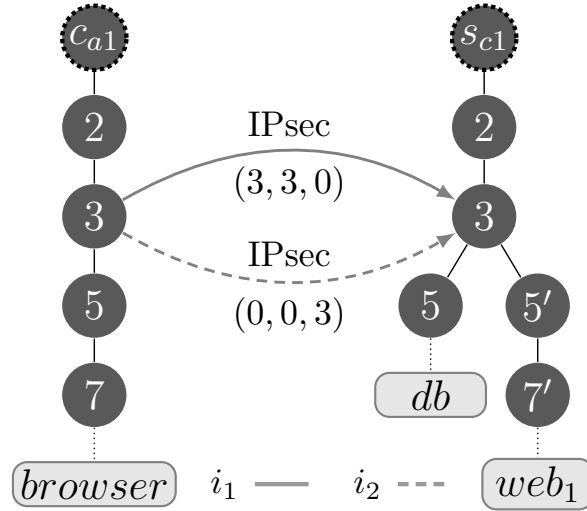 c_{a1} s_{c1}
2 2
IPsec
3 (3, 3, 0) 3
IPsec
5 (0, 0, 3) 5 5′
7 db 7′
browser i_1 i_2 web_1